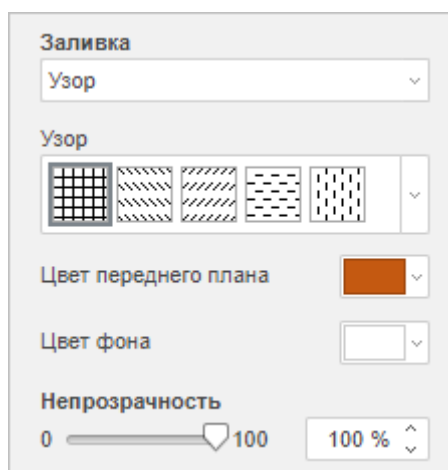 Заливка
Узор
Узор
Цвет переднего плана
Цвет фона
Непрозрачность
0 100 100 %